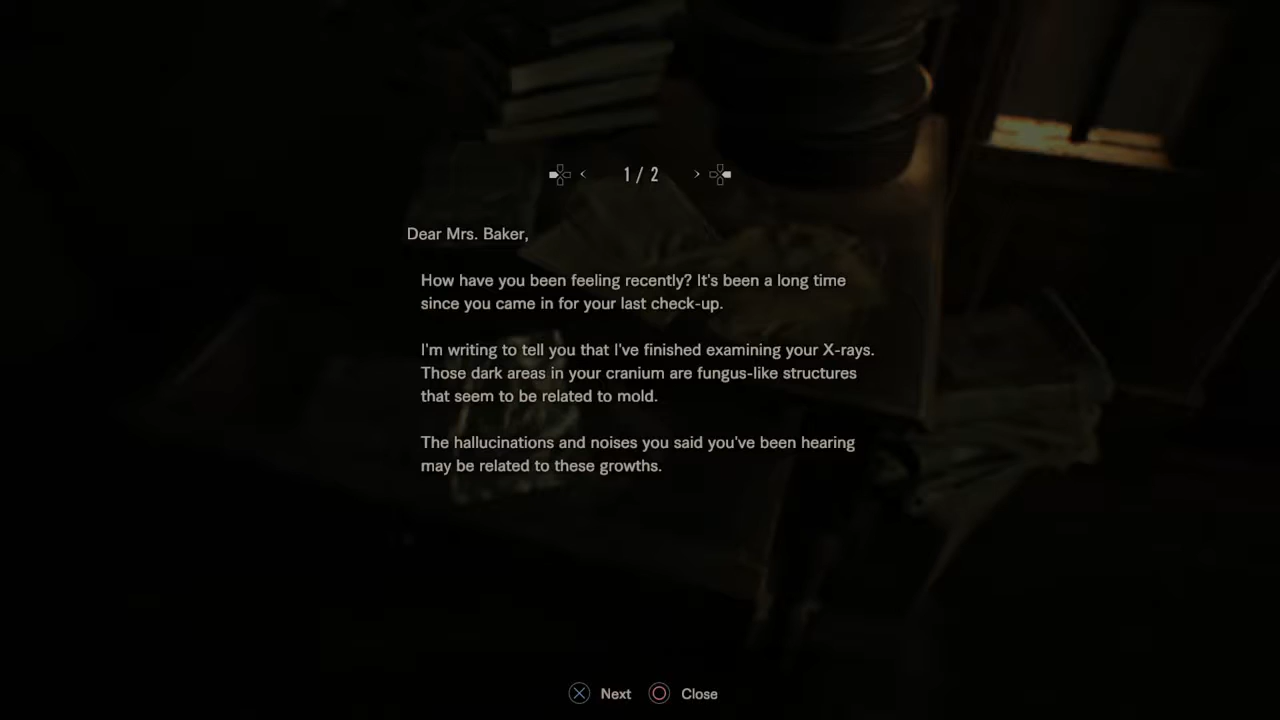 1 / 2
Dear Mrs. Baker,
How have you been feeling recently? It's been a long time
since you came in for your last check-up.
I'm writing to tell you that I've finished examining your X-rays.
Those dark areas in your cranium are fungus-like structures
that seem to be related to mold.
The hallucinations and noises you said you've been hearing
may be related to these growths.
Next Close